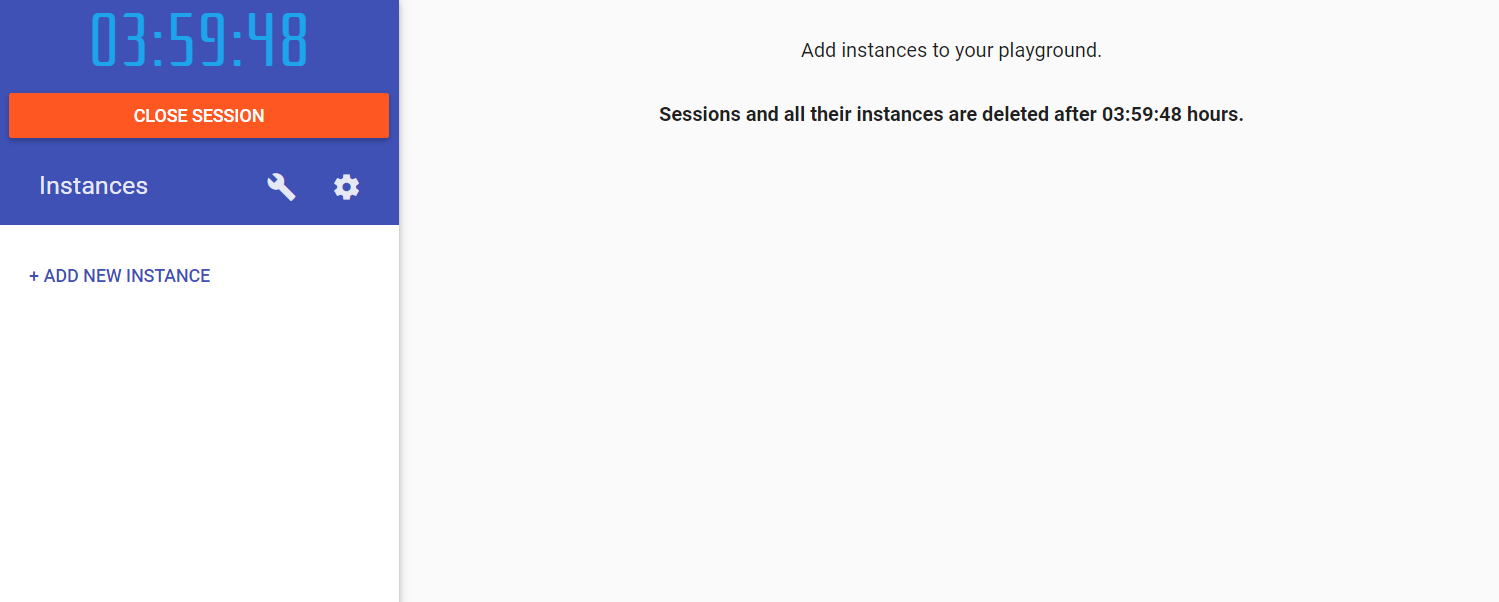 03:59:48
CLOSE SESSION
Instances
+ ADD NEW INSTANCE
Add instances to your playground.
Sessions and all their instances are deleted after 03:59:48 hours.